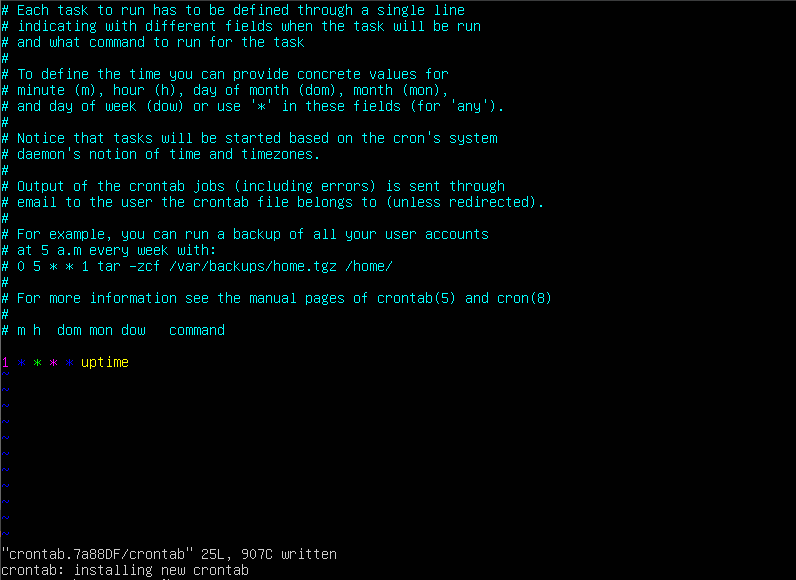 # Each task to run has to be defined through a single line
# indicating with different fields when the task will be run
# and what command to run for the task
#
# To define the time you can provide concrete values for
# minute (m), hour (h), day of month (dom), month (mon),
# and day of week (dow) or use '*' in these fields (for 'any').
#
# Notice that tasks will be started based on the cron's system
# daemon's notion of time and timezones.
#
# Output of the crontab jobs (including errors) is sent through
# email to the user the crontab file belongs to (unless redirected).
#
# For example, you can run a backup of all your user accounts
# at 5 a.m every week with:
# 0 5 * * 1 tar -zcf /var/backups/home.tgz /home/
#
# For more information see the manual pages of crontab(5) and cron(8)
#
# m h  dom mon dow   command

1 * * * * uptime
~
~
~
~
~
~
~
~
~
~
~
"crontab.7a88DF/crontab" 25L, 907C written
crontab: installing new crontab